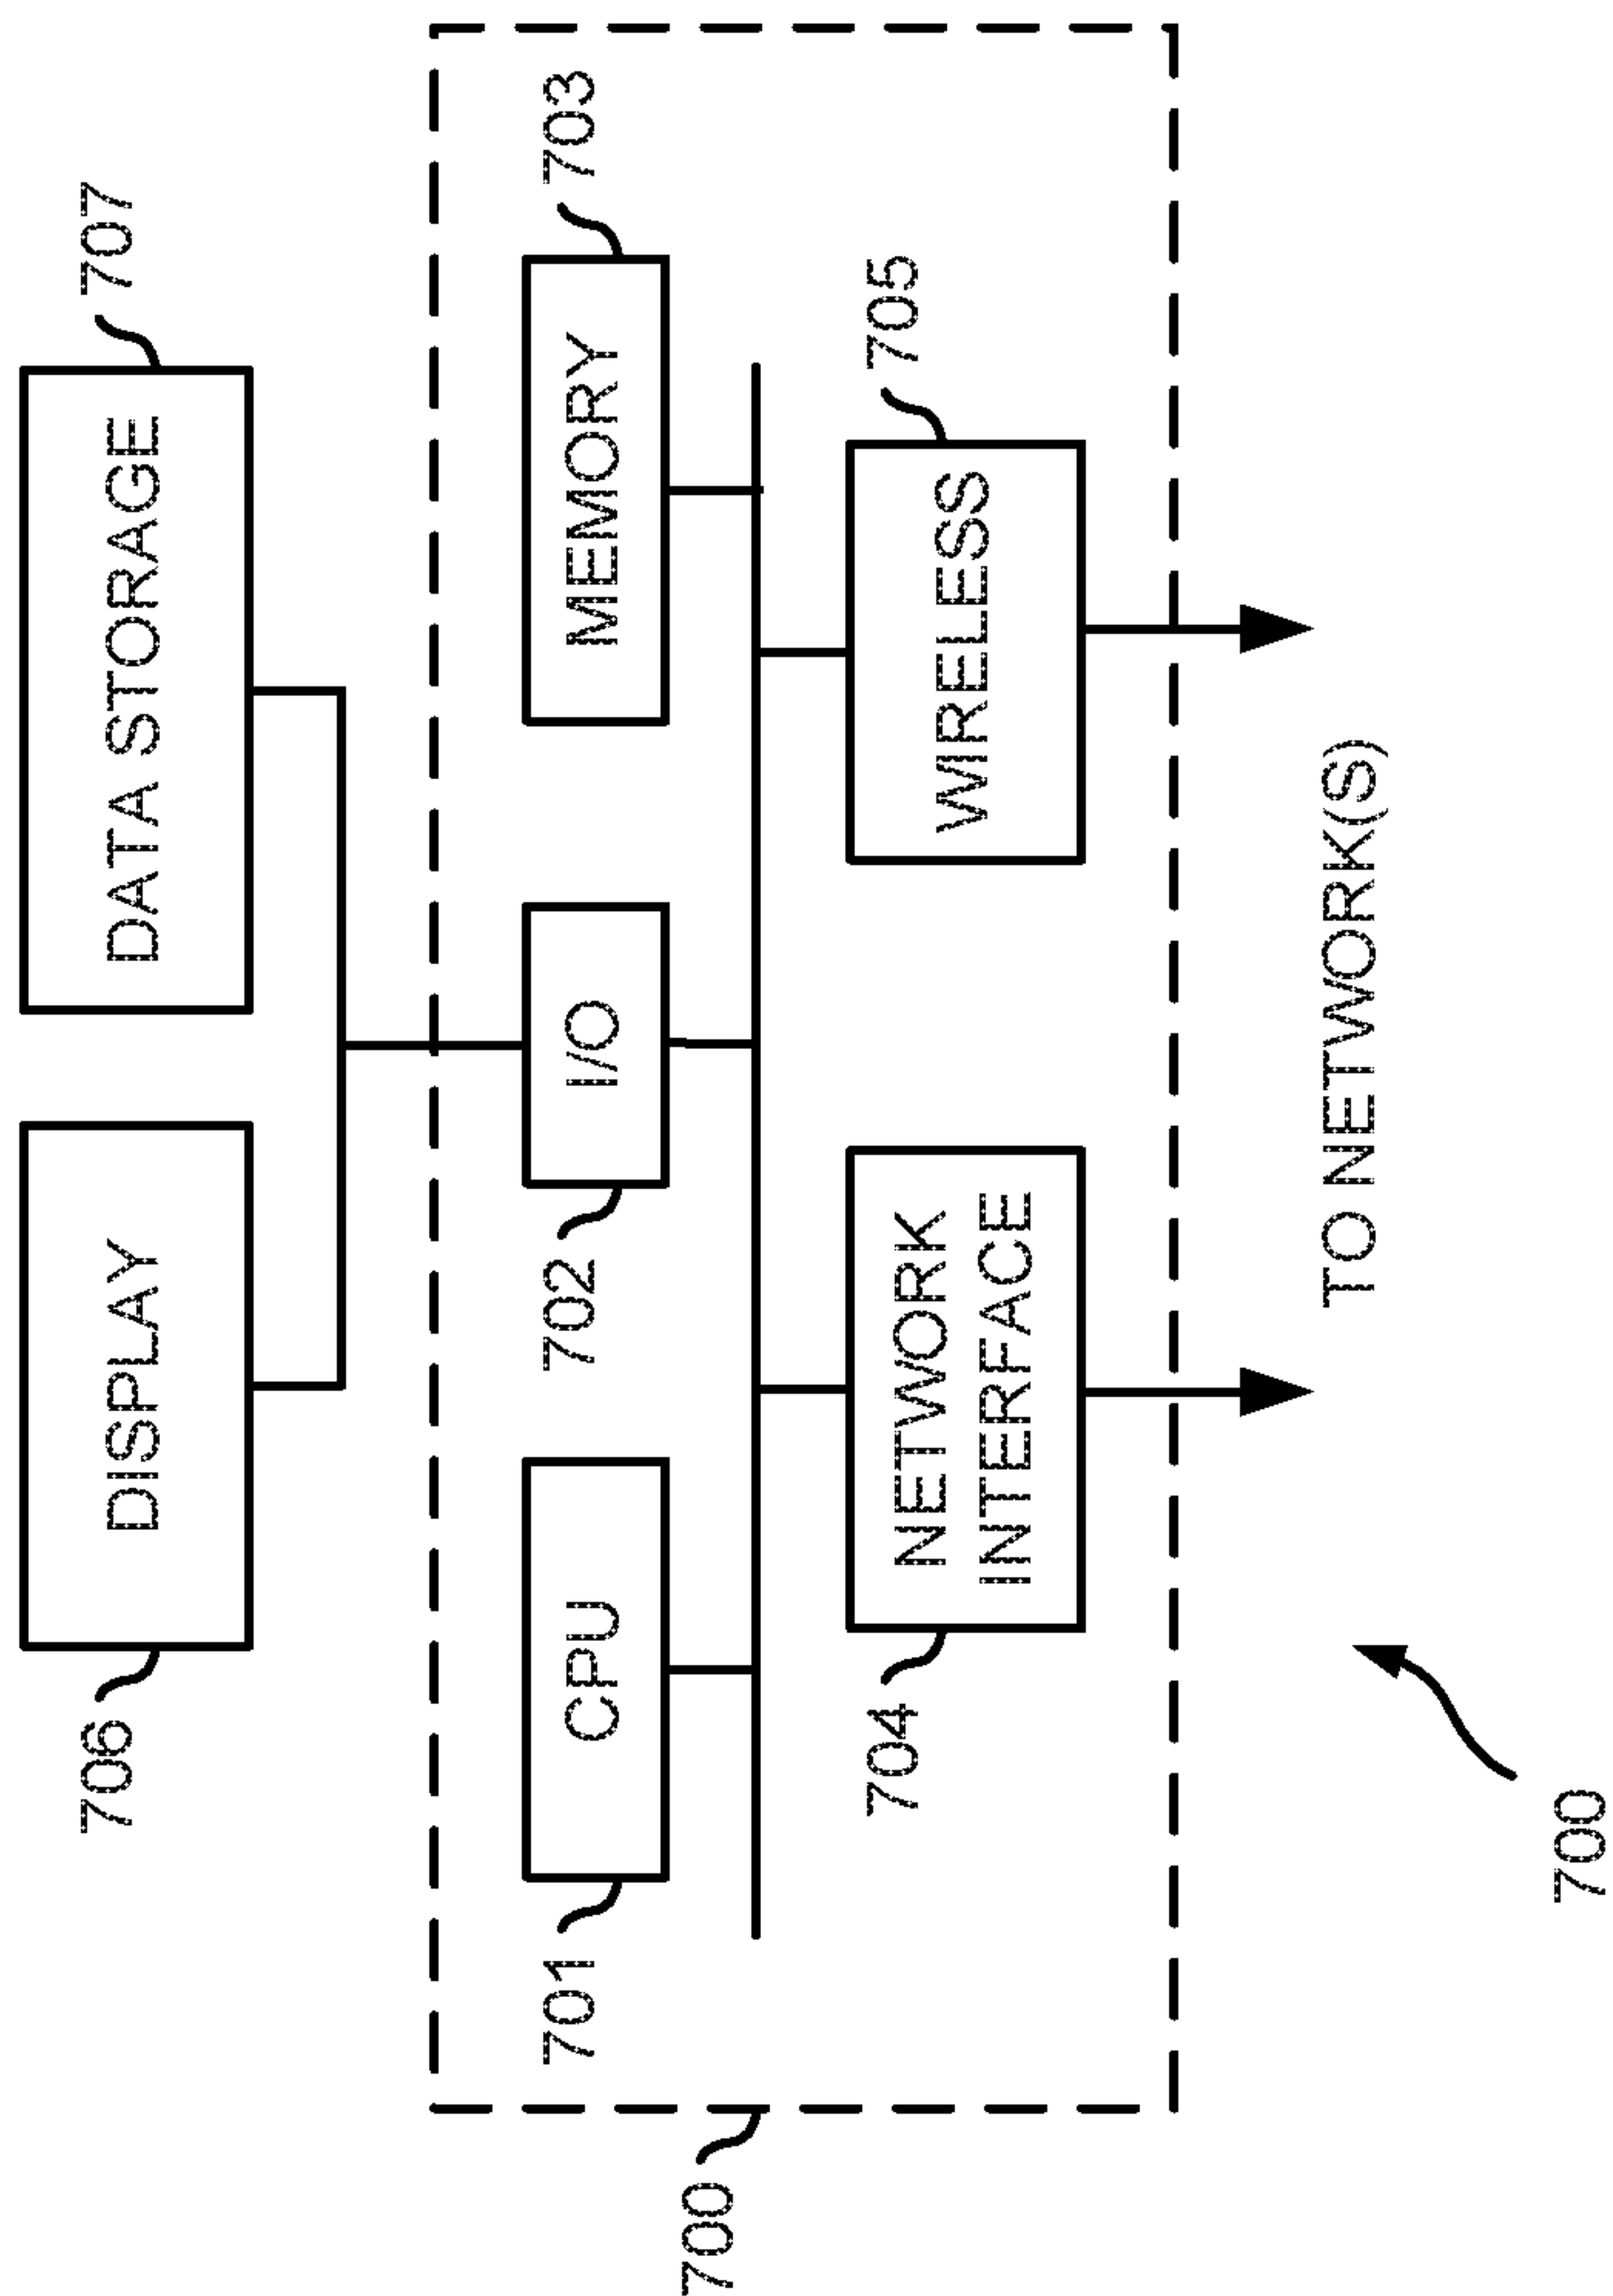 706
DISPLAY
DATA STORAGE
707
700
701
CPU
702
I/O
MEMORY
703
704
NETWORK
INTERFACE
WIRELESS
705
TO NETWORK(S)
700